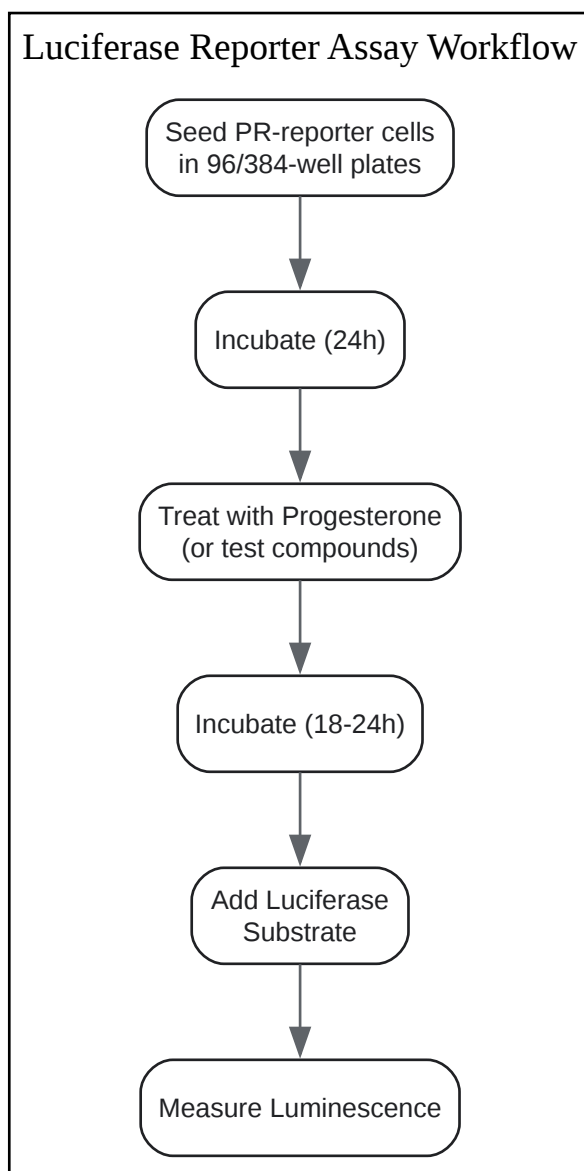 Luciferase Reporter Assay Workflow
Seed PR-reporter cells
in 96/384-well plates
Incubate (24h)
Treat with Progesterone
(or test compounds)
Incubate (18-24h)
Add Luciferase
Substrate
Measure Luminescence